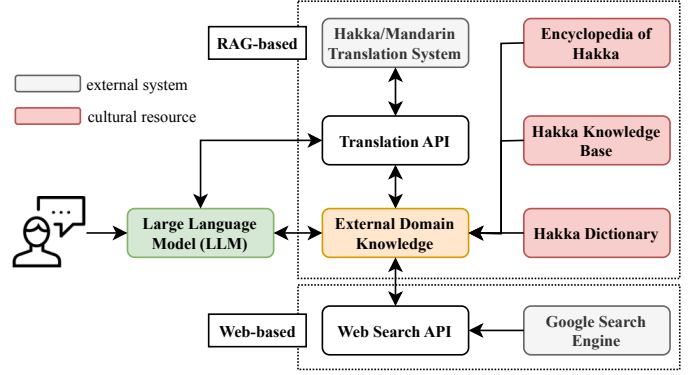 RAG-based
Hakka/Mandarin
Translation System
Encyclopedia of
Hakka
external system
cultural resource
Translation API
Hakka Knowledge
Base
Large Language
Model (LLM)
External Domain
Knowledge
Hakka Dictionary
Web-based
Web Search API
Google Search
Engine